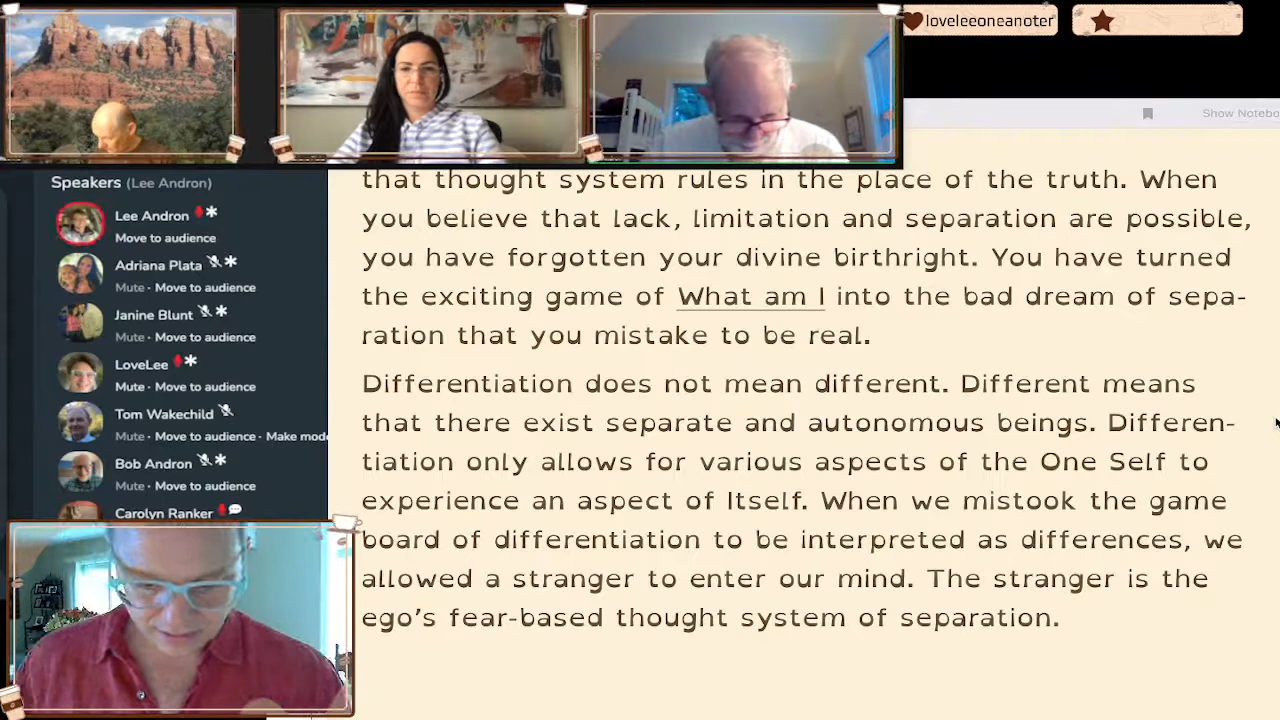 loveleeoneanoter
Show Notebo
Speakers (Lee Andron)
Lee Andron
Move to audience
Adriana Plata
Mute · Move to audience
Janine Blunt
Mute · Move to audience
LoveLee
Mute · Move to audience
Tom Wakechild
Mute · Move to audience · Make mode
Bob Andron
Mute · Move to audience
Carolyn Ranker
that thought system rules in the place of the truth. When
you believe that lack, limitation and separation are possible,
you have forgotten your divine birthright. You have turned
the exciting game of What am I into the bad dream of sepa-
ration that you mistake to be real.
Differentiation does not mean different. Different means
that there exist separate and autonomous beings. Differen-
tiation only allows for various aspects of the One Self to
experience an aspect of Itself. When we mistook the game
board of differentiation to be interpreted as differences, we
allowed a stranger to enter our mind. The stranger is the
ego's fear-based thought system of separation.